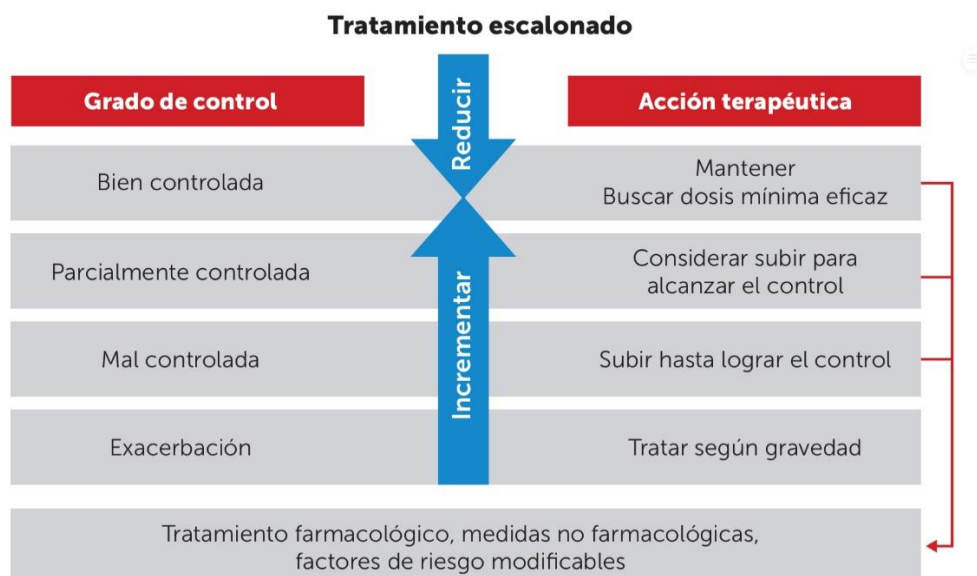 Tratamiento escalonado
Grado de control
Reducir
Acción terapéutica
Bien controlada
Mantener
Buscar dosis mínima eficaz
Parcialmente controlada
Incrementar
Considerar subir para
alcanzar el control
Mal controlada
Subir hasta lograr el control
Exacerbación
Tratar según gravedad
Tratamiento farmacológico, medidas no farmacológicas,
factores de riesgo modificables